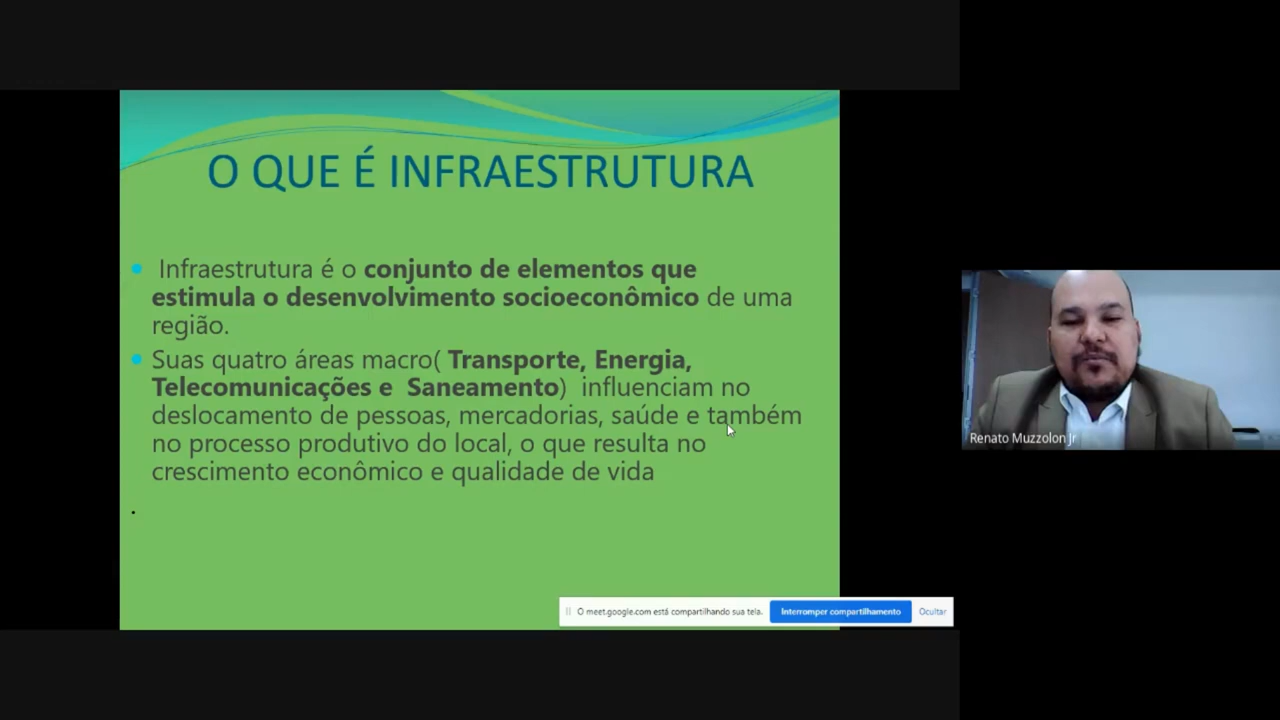 O QUE É INFRAESTRUTURA
Infraestrutura é o conjunto de elementos que
estimula o desenvolvimento socioeconômico de uma
região.
Suas quatro áreas macro( Transporte, Energia,
Telecomunicações e Saneamento) influenciam no
deslocamento de pessoas, mercadorias, saúde e também
no processo produtivo do local, o que resulta no
crescimento econômico e qualidade de vida
.
O meet.google.com está compartilhando sua tela. Interromper compartilhamento Ocultar
Renato Muzzolon Jr